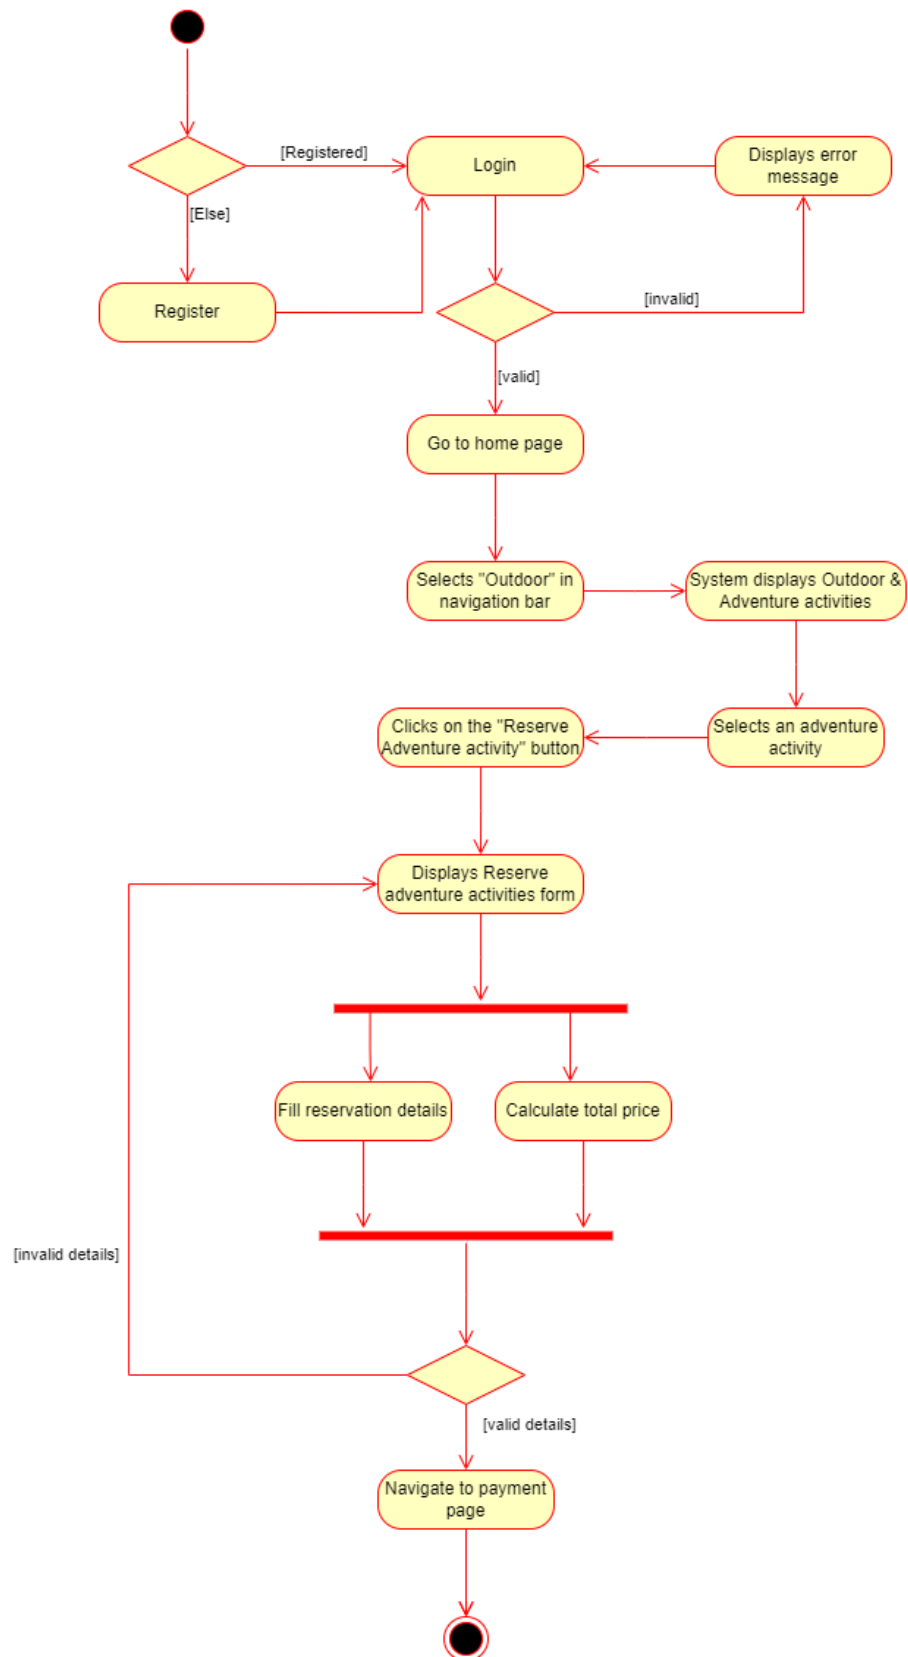 [Registered]
Login
Displays error
message
[Else]
Register
[invalid]
[valid]
Go to home page
Selects "Outdoor" in
navigation bar
System displays Outdoor &
Adventure activities
Selects an adventure
activity
Clicks on the "Reserve
Adventure activity" button
Displays Reserve
adventure activities form
Fill reservation details
Calculate total price
[invalid details]
[valid details]
Navigate to payment
page